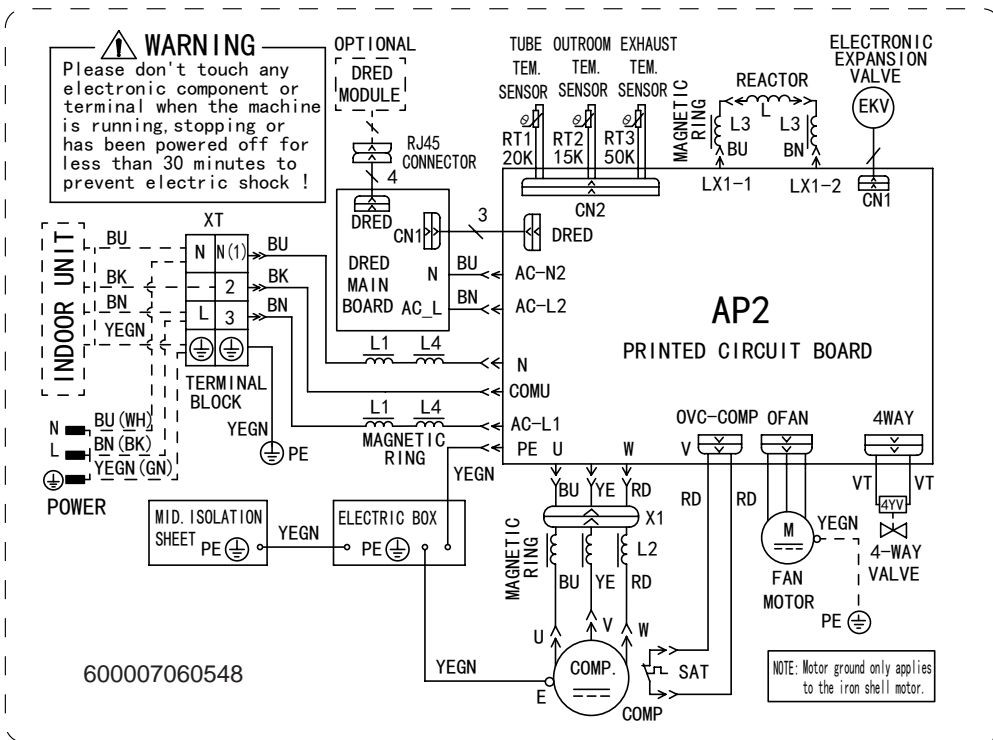 WARNING
Please don't touch any
electronic component or
terminal when the machine
is running, stopping or
has been powered off for
less than 30 minutes to
prevent electric shock !
OPTIONAL
DRED
MODULE
RJ45
CONNECTOR
4
DRED
CN1
3
DRED
DRED
MAIN
BOARD
N
AC_L
BU
BN
AC-N2
AC-L2
TUBE
TEM.
SENSOR
OUTROOM
TEM.
SENSOR
EXHAUST
TEM.
SENSOR
RT1
20K
RT2
15K
RT3
50K
CN2
MAGNETIC
RING
REACTOR
L
L3
L3
BU
BN
LX1-1
LX1-2
ELECTRONIC
EXPANSION
VALVE
EKV
CN1
AP2
PRINTED CIRCUIT BOARD
INDOOR UNIT
BU
BK
BN
YEGN
XT
N
N(1)
2
L
3
TERMINAL
BLOCK
BU
BK
BN
YEGN
PE
L1
L4
L1
L4
MAGNETIC
RING
N
COMU
AC-L1
PE
YEGN
N
L
BU(WH)
BN(BK)
YEGN(GN)
POWER
MID. ISOLATION
SHEET
PE
YEGN
ELECTRIC BOX
PE
YEGN
U
W
V
BU
YE
RD
X1
MAGNETIC
RING
L2
BU
YE
RD
U
V
W
COMP.
E
COMP
SAT
OVC-COMP
RD
RD
OFAN
M
FAN
MOTOR
YEGN
PE
4WAY
VT
VT
4YV
4-WAY
VALVE
NOTE: Motor ground only applies
to the iron shell motor.
600007060548